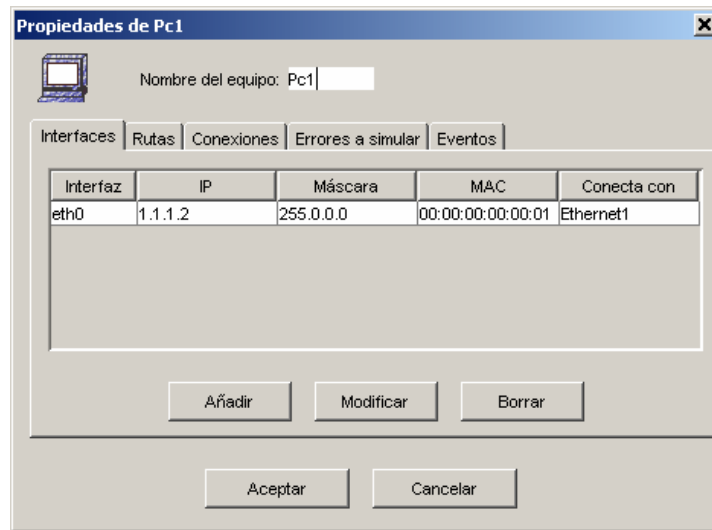 Propiedades de Pc1
Nombre del equipo: Pc1
Interfaces Rutas Conexiones Errores a simular Eventos
Interfaz IP Máscara MAC Conecta con
eth0 1.1.1.2 255.0.0.0 00:00:00:00:00:01 Ethernet1
Añadir Modificar Borrar
Aceptar Cancelar